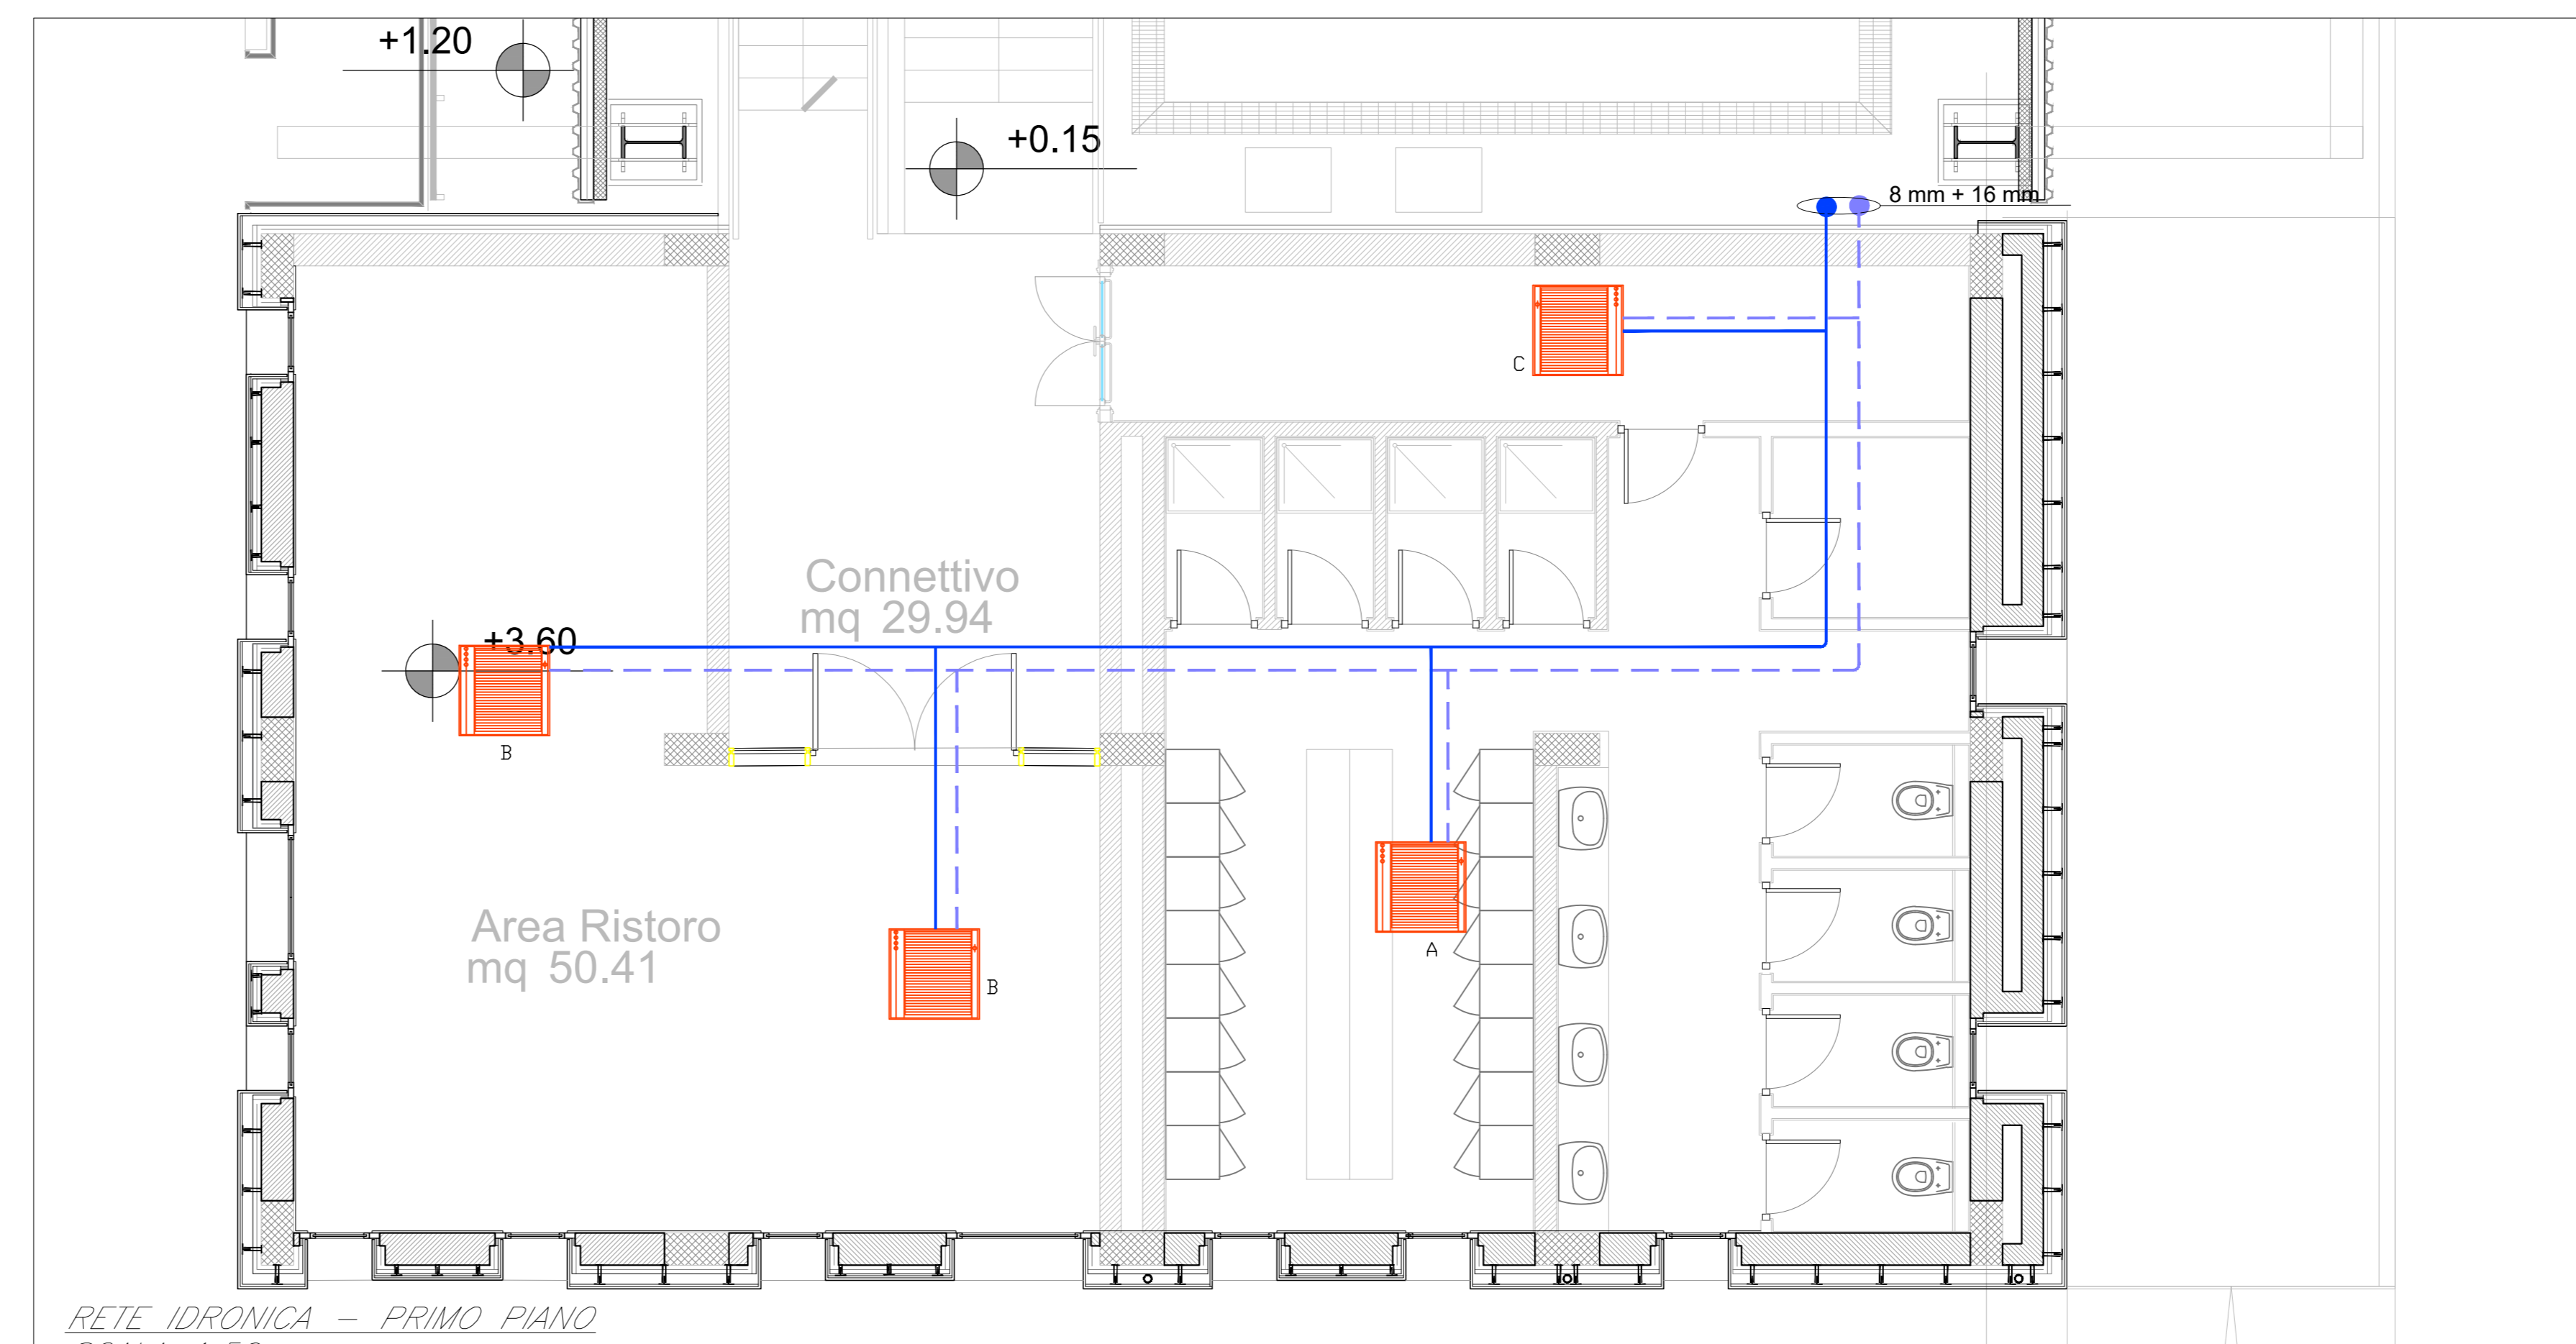 +1.20
+0.15
8 mm + 16 mm
C
Connettivo
mq 29.94
+3.60
B
Area Ristoro
mq 50.41
B
A
RETE IDRONICA – PRIMO PIANO